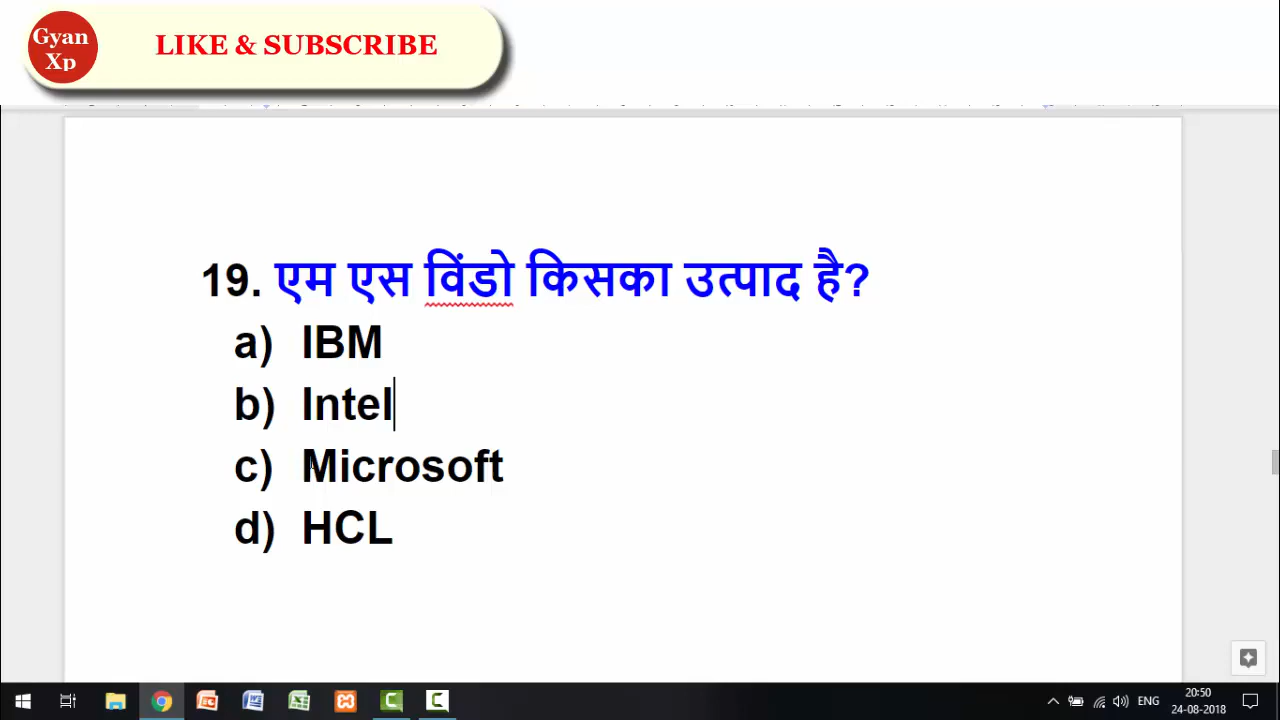 Gyan
Xp
LIKE & SUBSCRIBE
19. एम एस विंडो किसका उत्पाद है?
a) IBM
b) Intel
c) Microsoft
d) HCL
ENG
20:50
24-08-2018